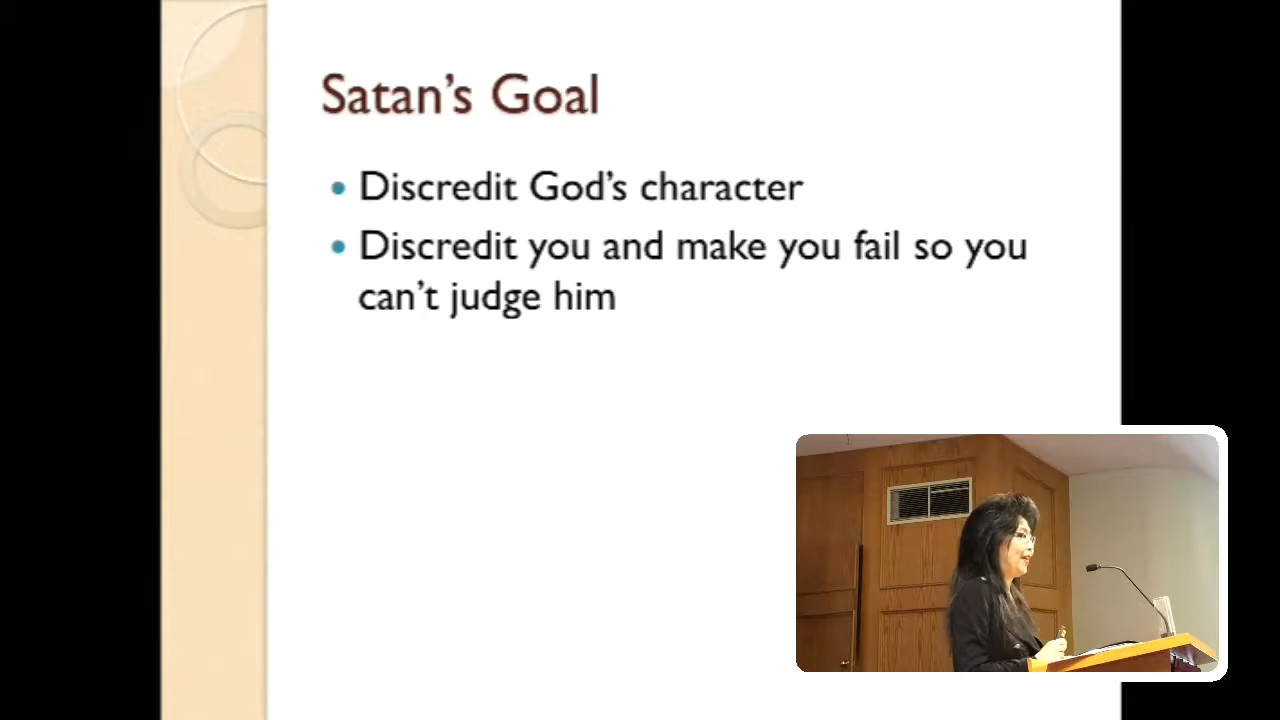 Satan’s Goal
• Discredit God’s character
• Discredit you and make you fail so you
can’t judge him